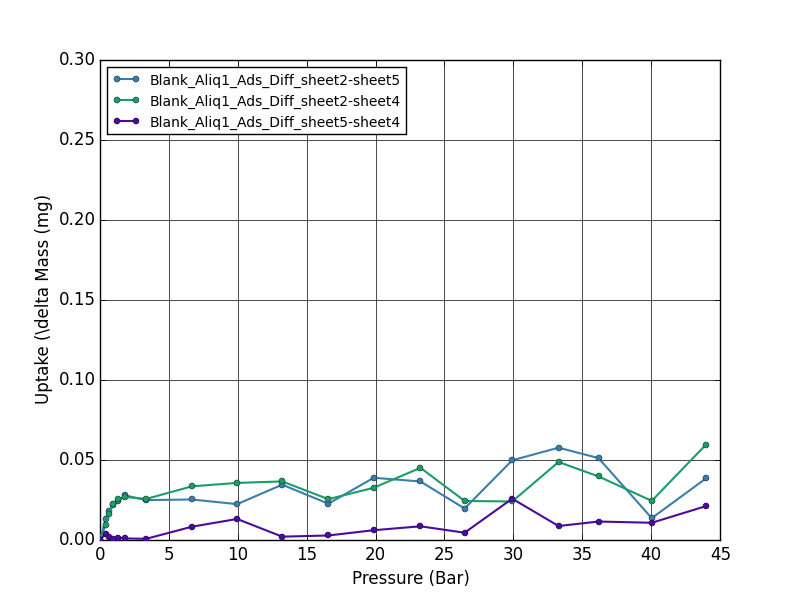 Blank_Aliq1_Ads_Diff_sheet2-sheet5
Blank_Aliq1_Ads_Diff_sheet2-sheet4
Blank_Aliq1_Ads_Diff_sheet5-sheet4
0.30
0.25
0.20
0.15
0.10
0.05
0.00
Uptake (\delta Mass (mg)
0 5 10 15 20 25 30 35 40 45
Pressure (Bar)